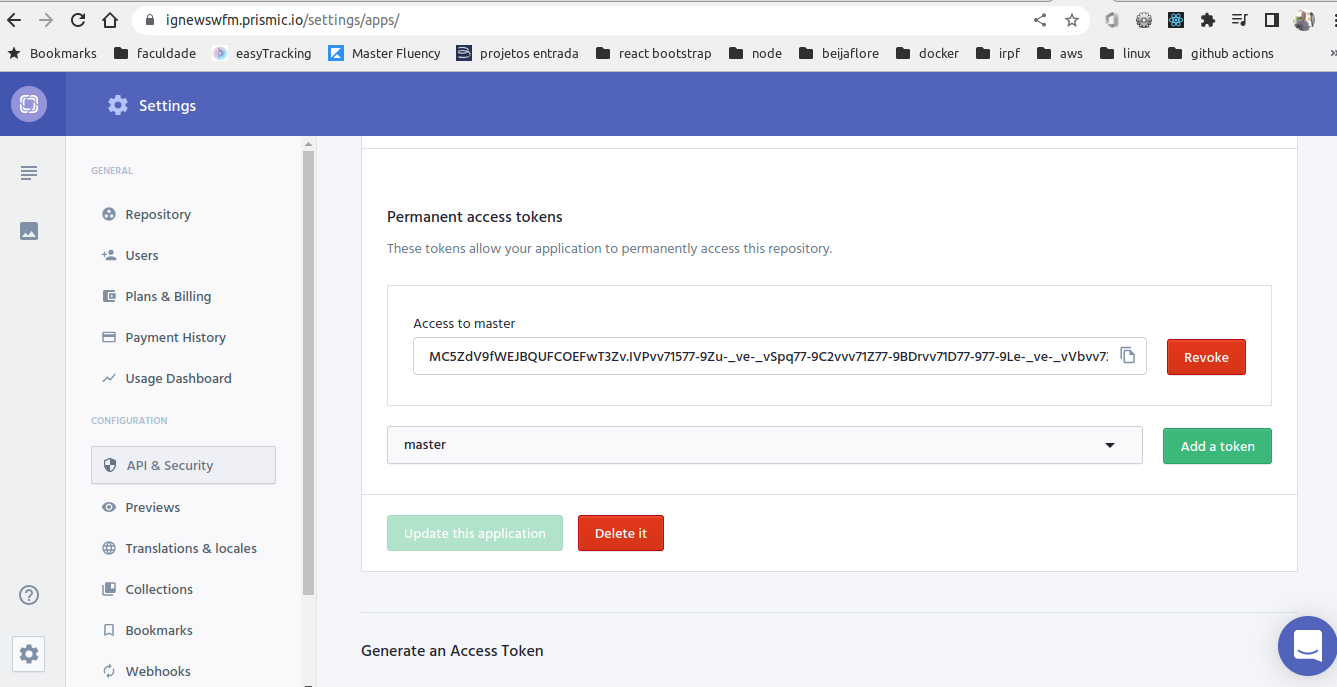 ignewswfm.prismic.io/settings/apps/
Bookmarks faculdade easyTracking Master Fluency projetos entrada react bootstrap node beijaflore docker irpf aws linux github actions »
Settings
GENERAL
Repository
Users
Plans & Billing
Payment History
Usage Dashboard
CONFIGURATION
API & Security
Previews
Translations & locales
Collections
Bookmarks
Webhooks
Permanent access tokens
These tokens allow your application to permanently access this repository.
Access to master
MC5ZdV9fWEJBQUFCOEFwT3Zv.IVPvv71577-9Zu-_ve-_vSpq77-9C2vvv71Z77-9BDrvv71D77-977-9Le-_ve-_vVbvv7
Revoke
master
Add a token
Update this application
Delete it
Generate an Access Token